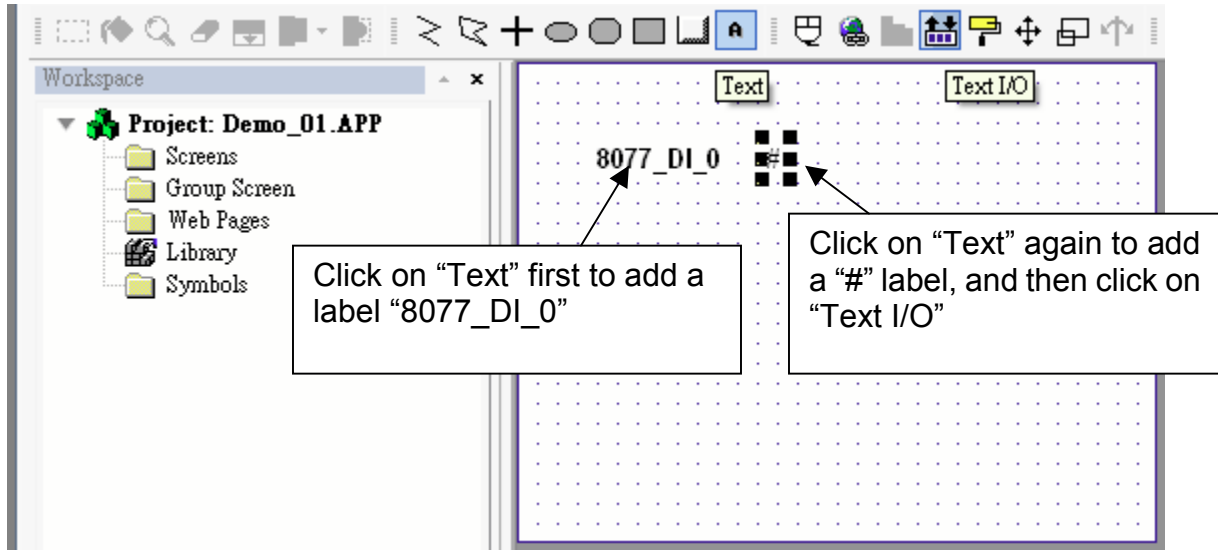 A
Workspace
Text
Text I/O
Project: Demo_01.APP
Screens
Group Screen
Web Pages
Library
Symbols
8077_DI_0
#
Click on “Text” first to add a
label “8077_DI_0”
Click on “Text” again to add
a “#” label, and then click on
“Text I/O”